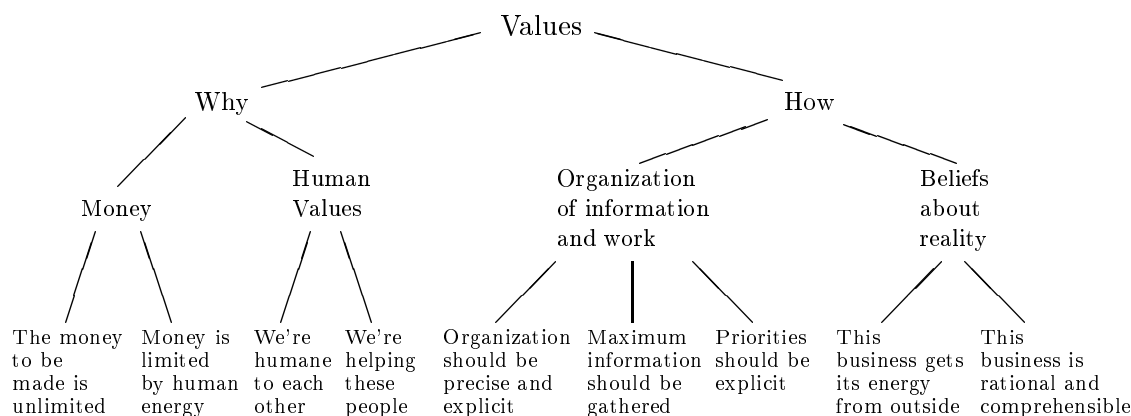 Values
Why
How
Money
Human
Values
Organization
of information
and work
Beliefs
about
reality
The money
to be
made is
unlimited
Money is
limited
by human
energy
We're
humane
to each
other
We're
helping
these
people
Organization
should be
precise and
explicit
Maximum
information
should be
gathered
Priorities
should be
explicit
This
business gets
its energy
from outside
This
business is
rational and
comprehensible